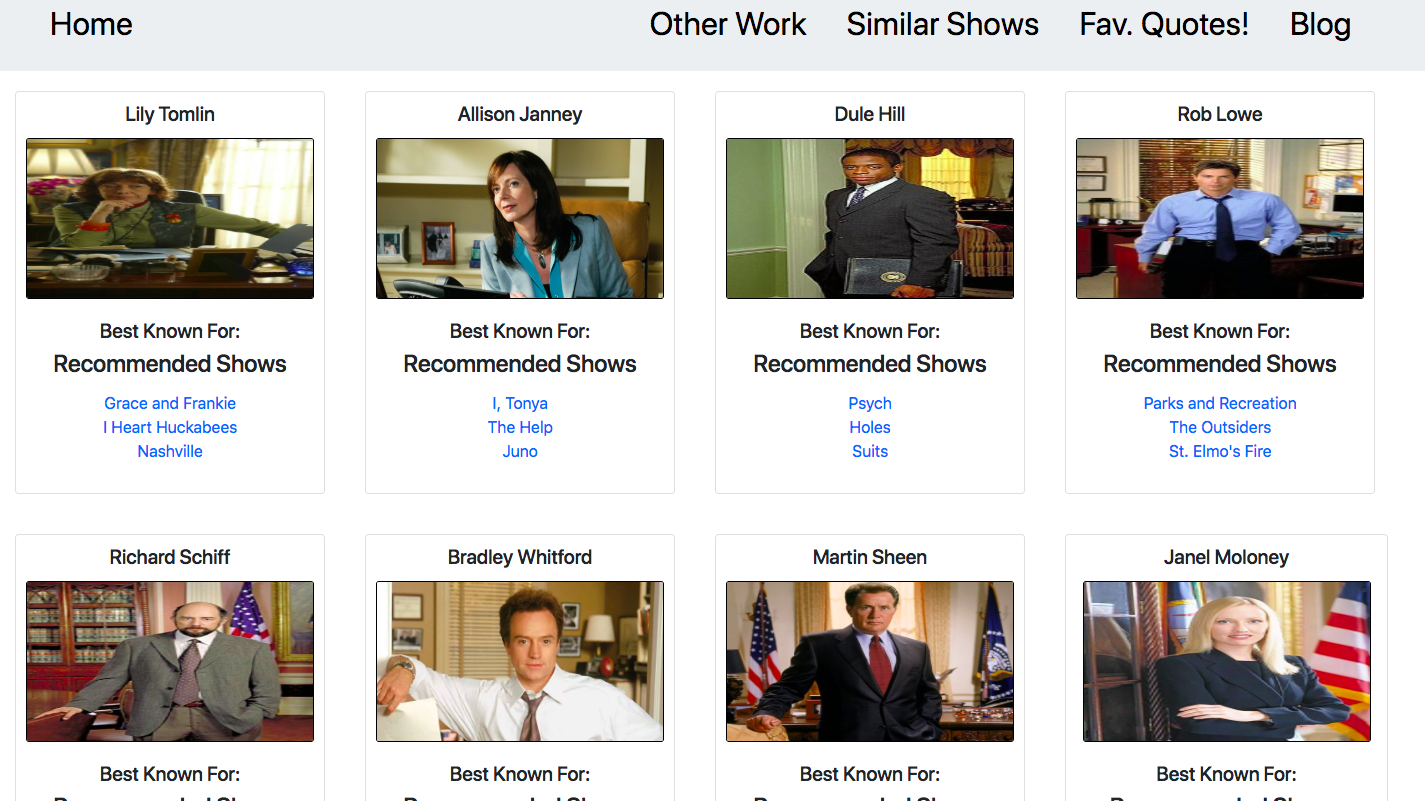 Home Other Work Similar Shows Fav. Quotes! Blog
Lily Tomlin
Best Known For:
Recommended Shows
Grace and Frankie
I Heart Huckabees
Nashville
Allison Janney
Best Known For:
Recommended Shows
I, Tonya
The Help
Juno
Dule Hill
Best Known For:
Recommended Shows
Psych
Holes
Suits
Rob Lowe
Best Known For:
Recommended Shows
Parks and Recreation
The Outsiders
St. Elmo's Fire
Richard Schiff
Best Known For:
Bradley Whitford
Best Known For:
Martin Sheen
Best Known For:
Janel Moloney
Best Known For: